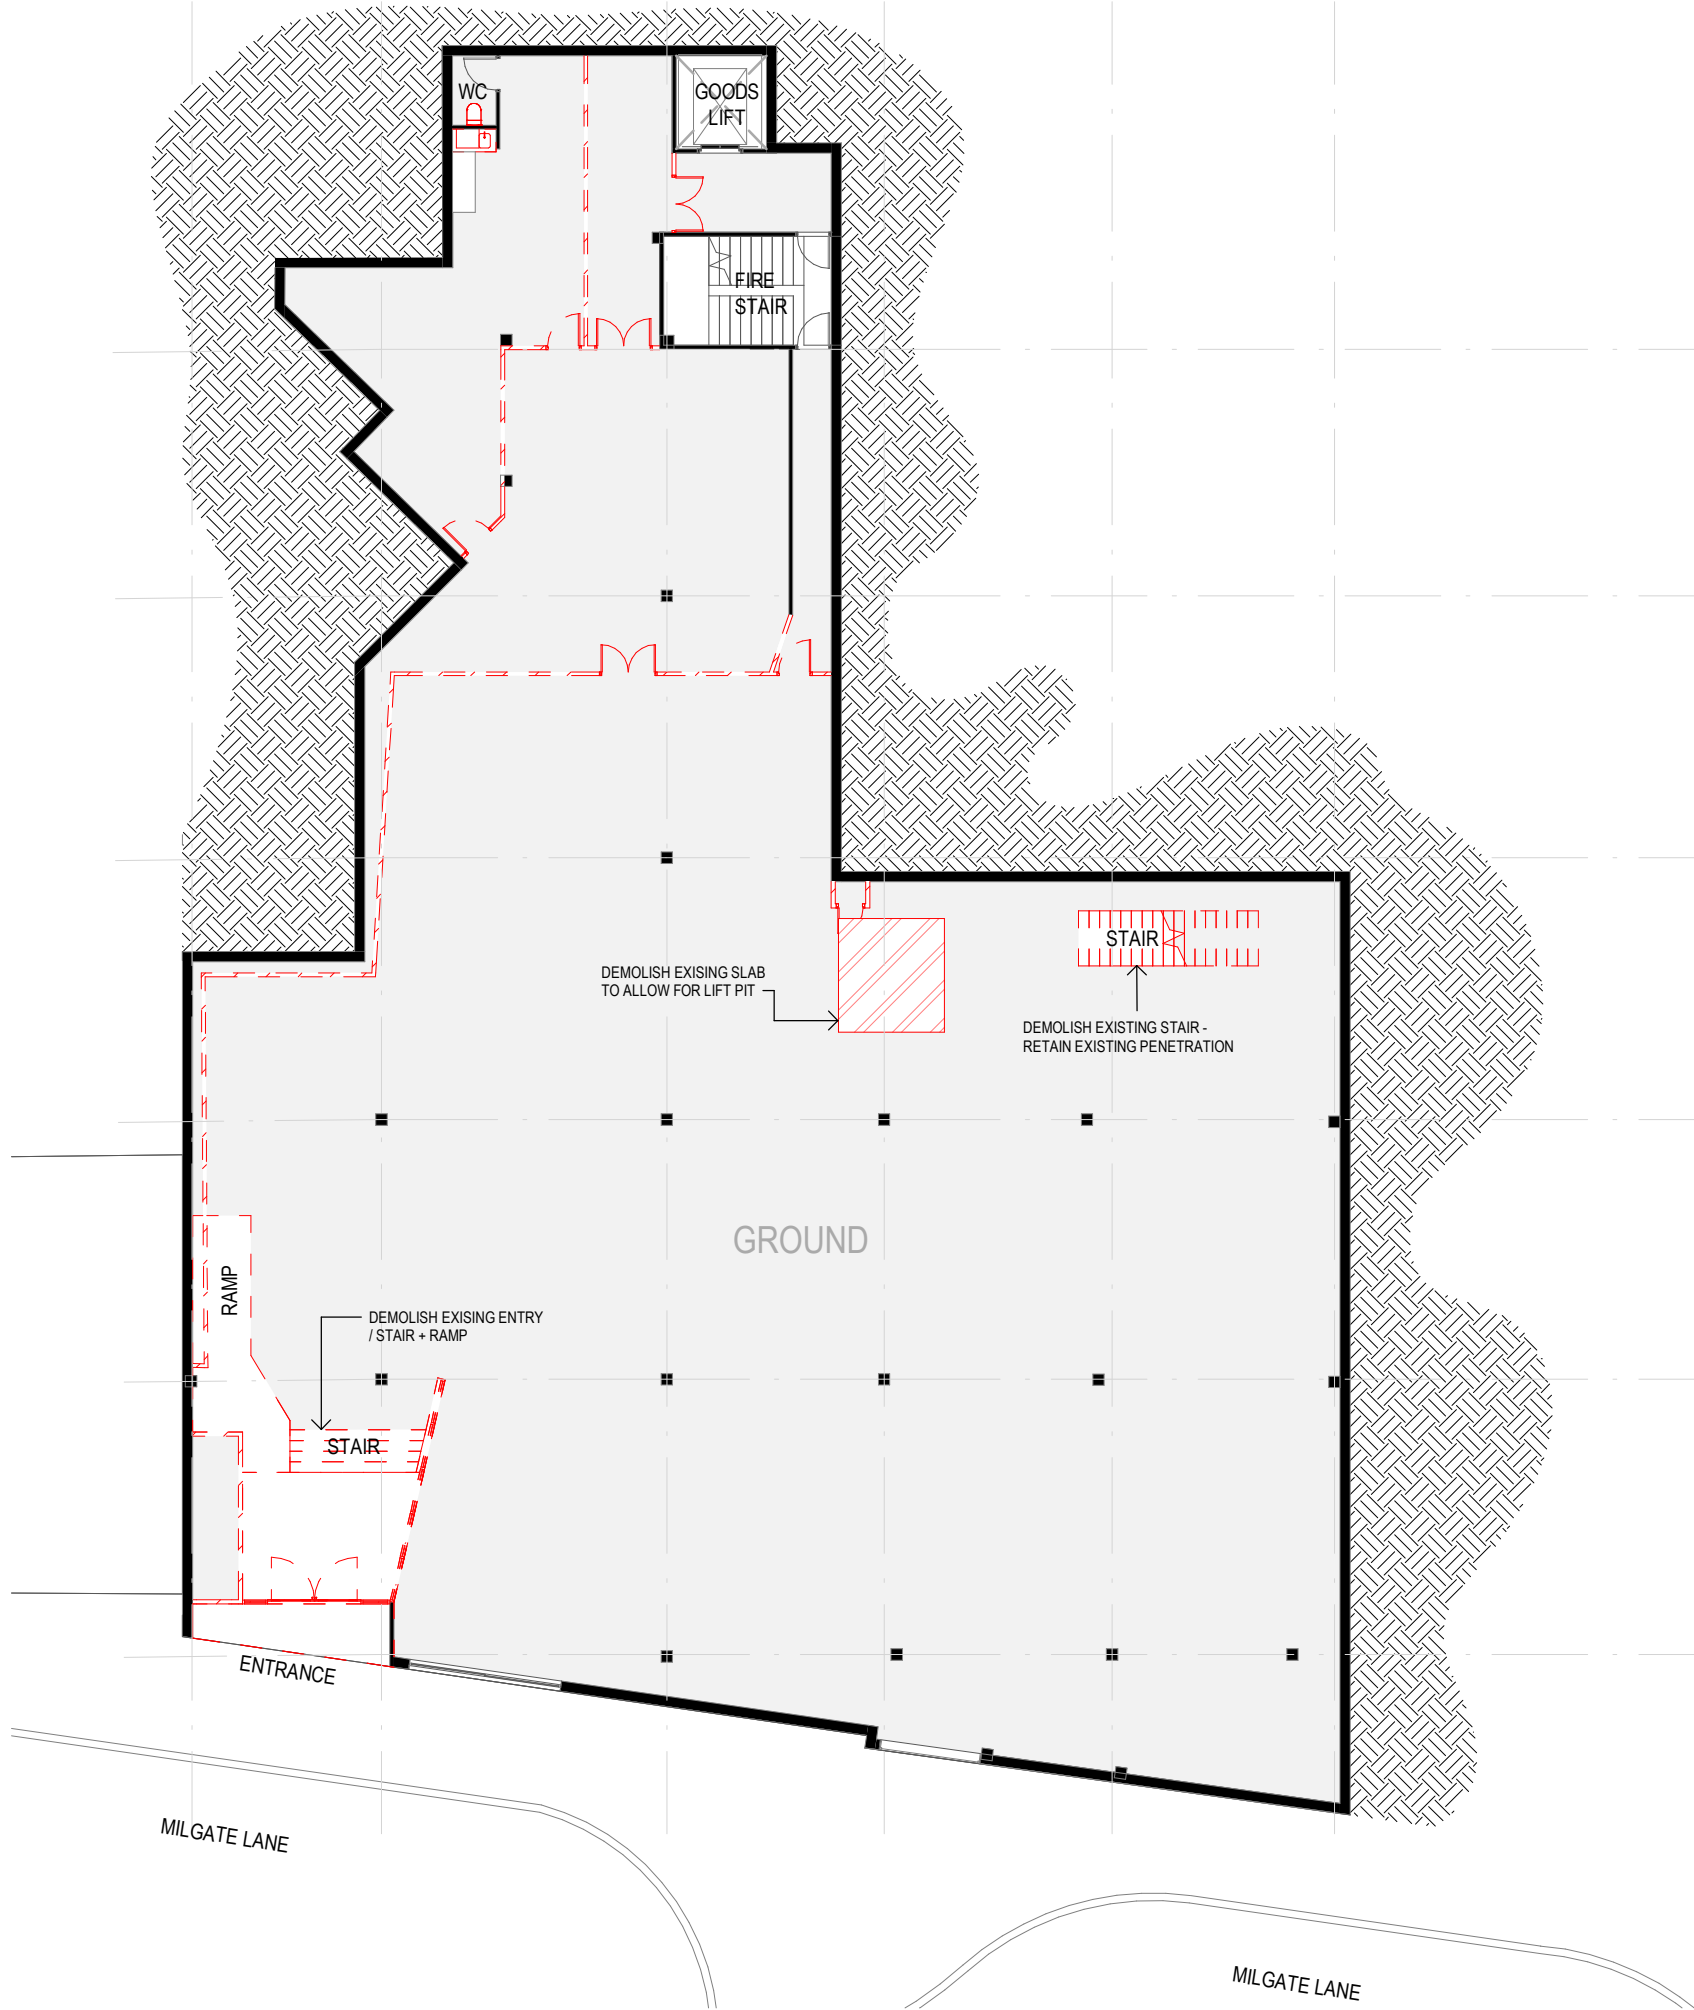 WC
GOODS
LIFT
FIRE
STAIR
STAIR
DEMOLISH EXISING SLAB
TO ALLOW FOR LIFT PIT
DEMOLISH EXISTING STAIR -
RETAIN EXISTING PENETRATION
GROUND
RAMP
DEMOLISH EXISING ENTRY
/ STAIR + RAMP
STAIR
ENTRANCE
MILGATE LANE
MILGATE LANE